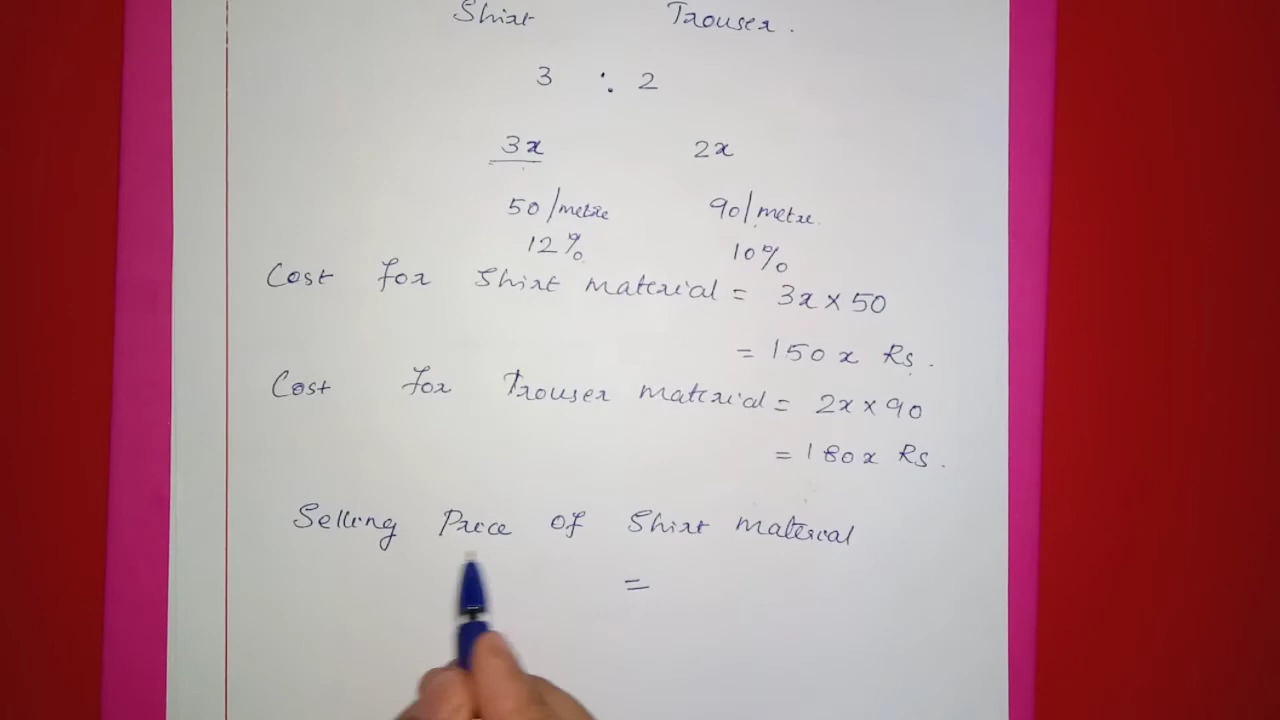 Shirt Trouser.
3 : 2
3x 2x
50/metre 90/metre.
12% 10%
Cost for Shirt material = 3x × 50
= 150x Rs.
Cost for Trouser material = 2x × 90
= 180x Rs.
Selling Price of Shirt material
=